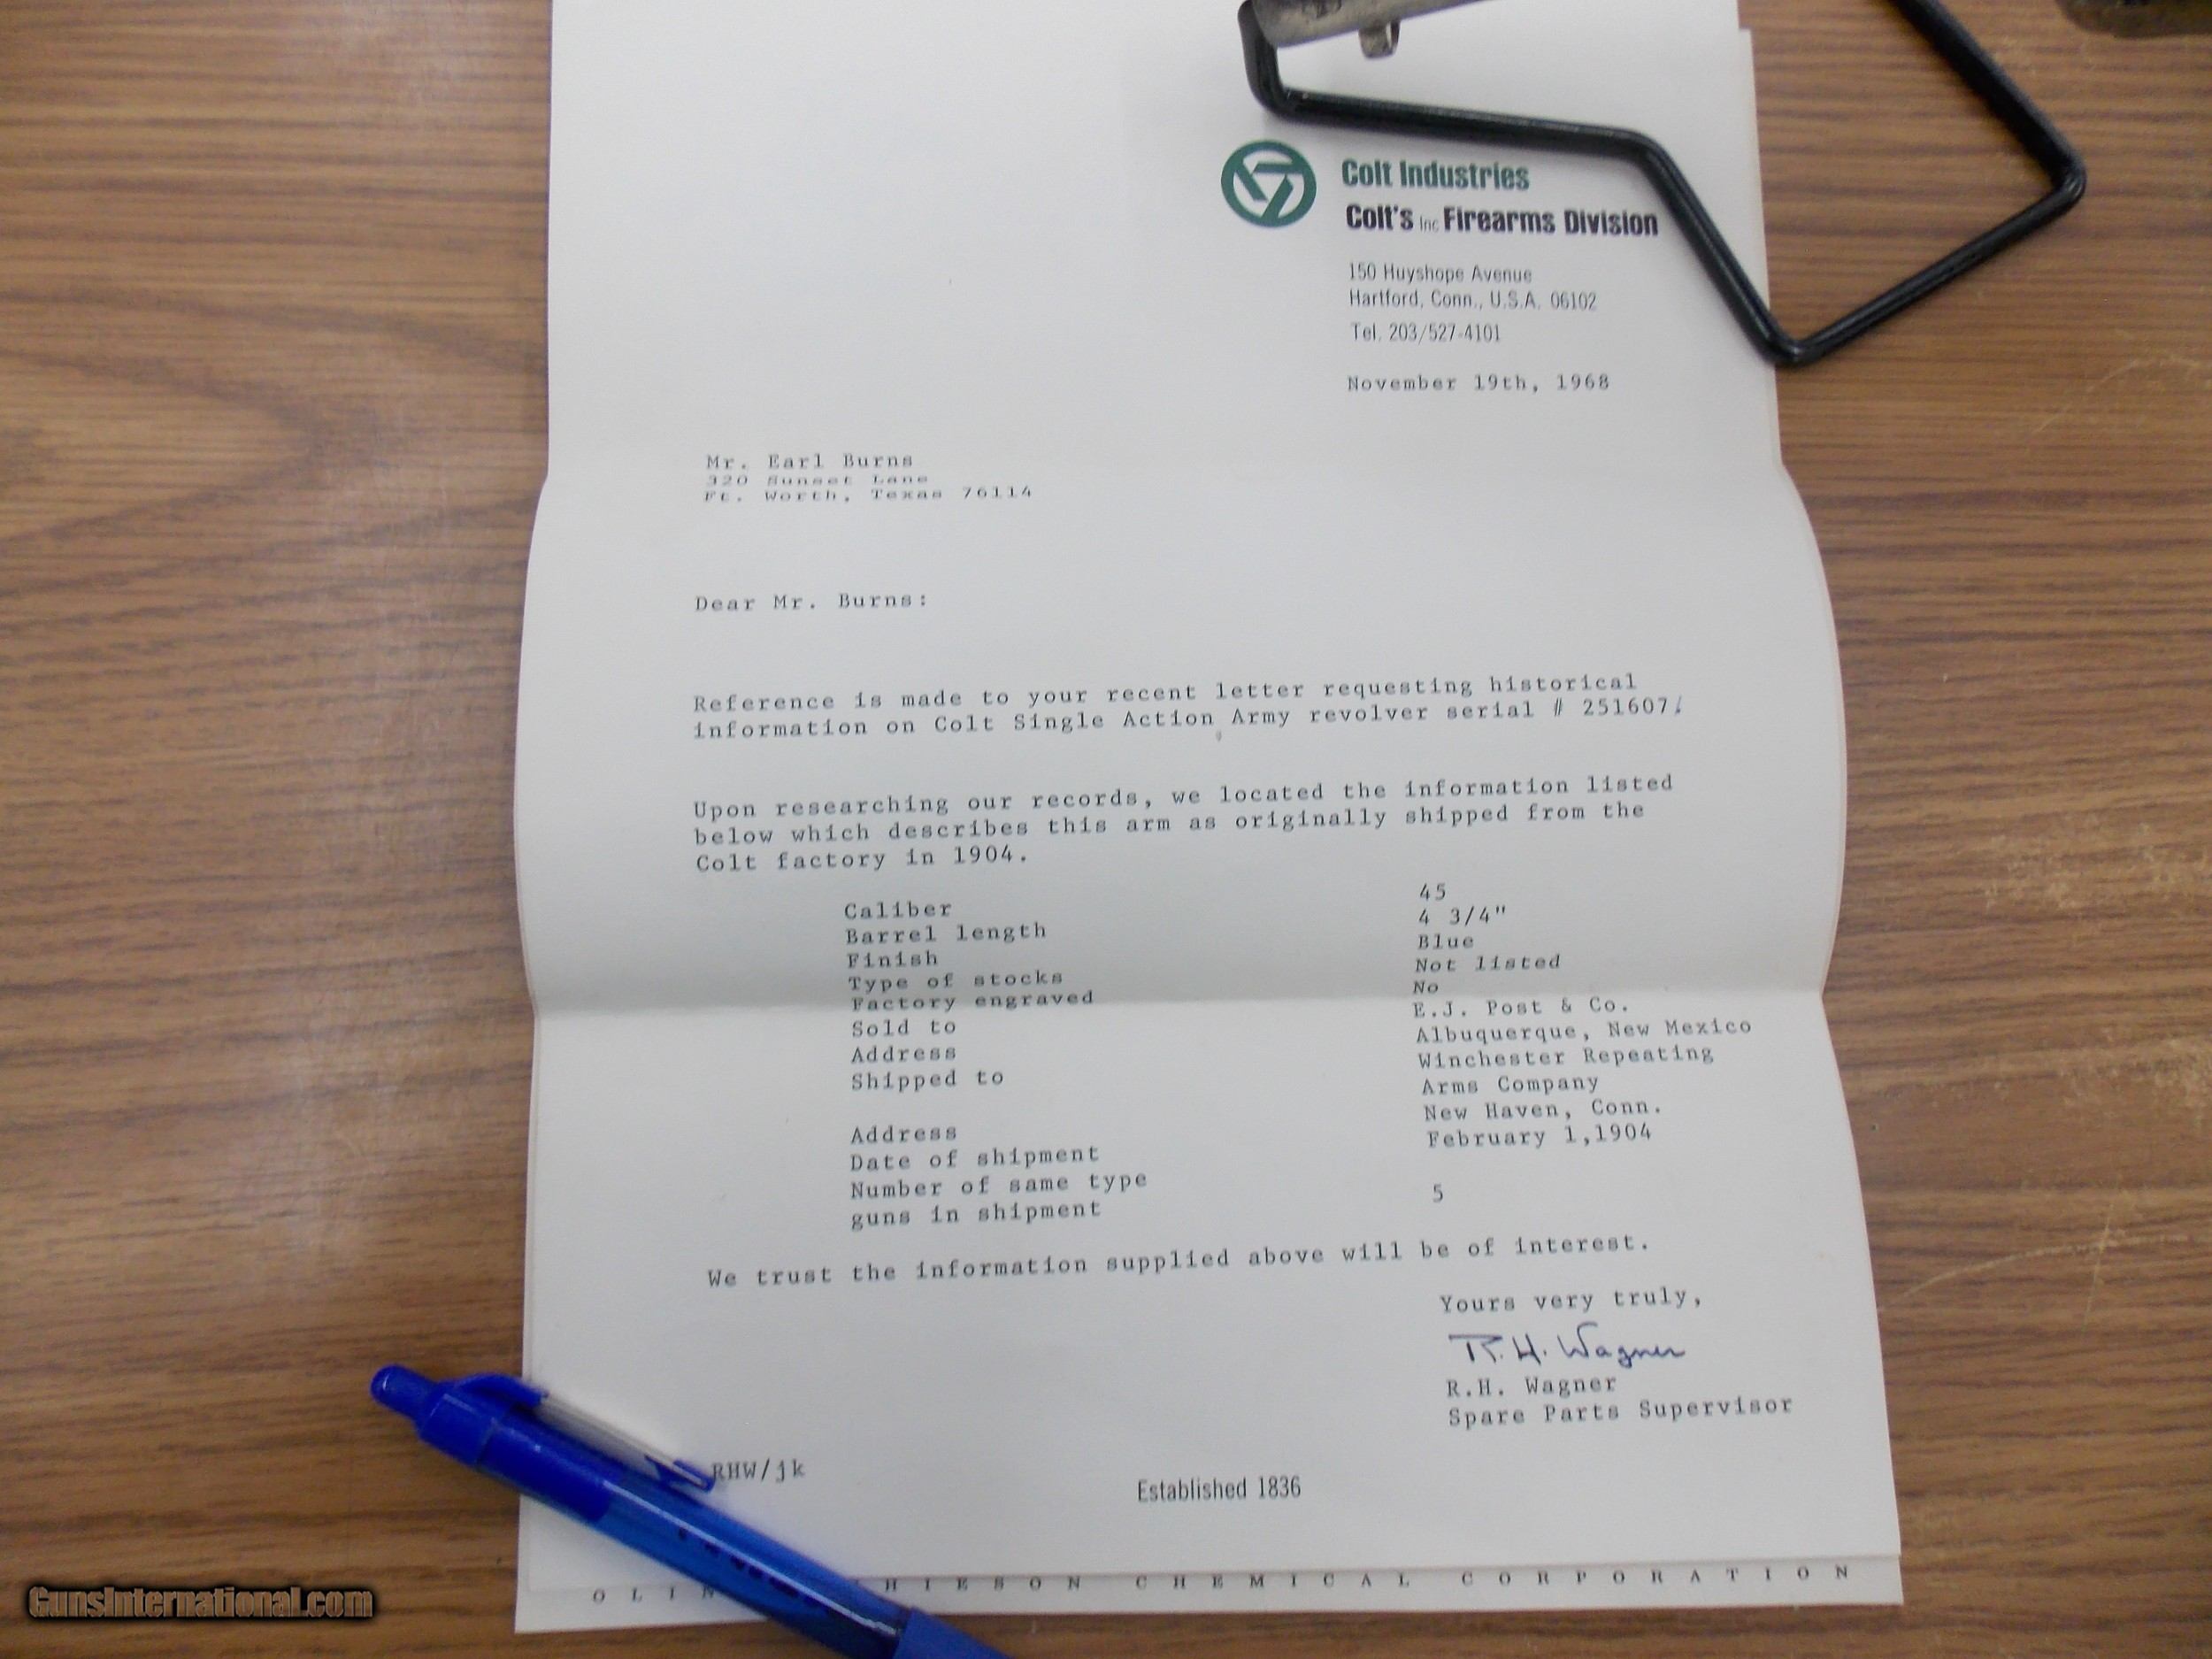 Colt Industries
Colt's Inc Firearms Division
150 Huyshope Avenue
Hartford, Conn., U.S.A. 06102
Tel. 203/527-4101
November 19th, 1968
Mr. Earl Burns
320 Sunset Lane
Ft. Worth, Texas 76114
Dear Mr. Burns:
Reference is made to your recent letter requesting historical
information on Colt Single Action Army revolver serial # 251607.
Upon researching our records, we located the information listed
below which describes this arm as originally shipped from the
Colt factory in 1904.
Caliber 45
Barrel length 4 3/4"
Finish Blue
Type of stocks Not listed
Factory engraved No
Sold to E.J. Post & Co.
Address Albuquerque, New Mexico
Shipped to Winchester Repeating
Arms Company
Address New Haven, Conn.
Date of shipment February 1,1904
Number of same type
guns in shipment 5
We trust the information supplied above will be of interest.
Yours very truly,
R. H. Wagner
R.H. Wagner
Spare Parts Supervisor
RHW/jk
Established 1836
CHEMICAL CORPORATION
GunsInternational.com